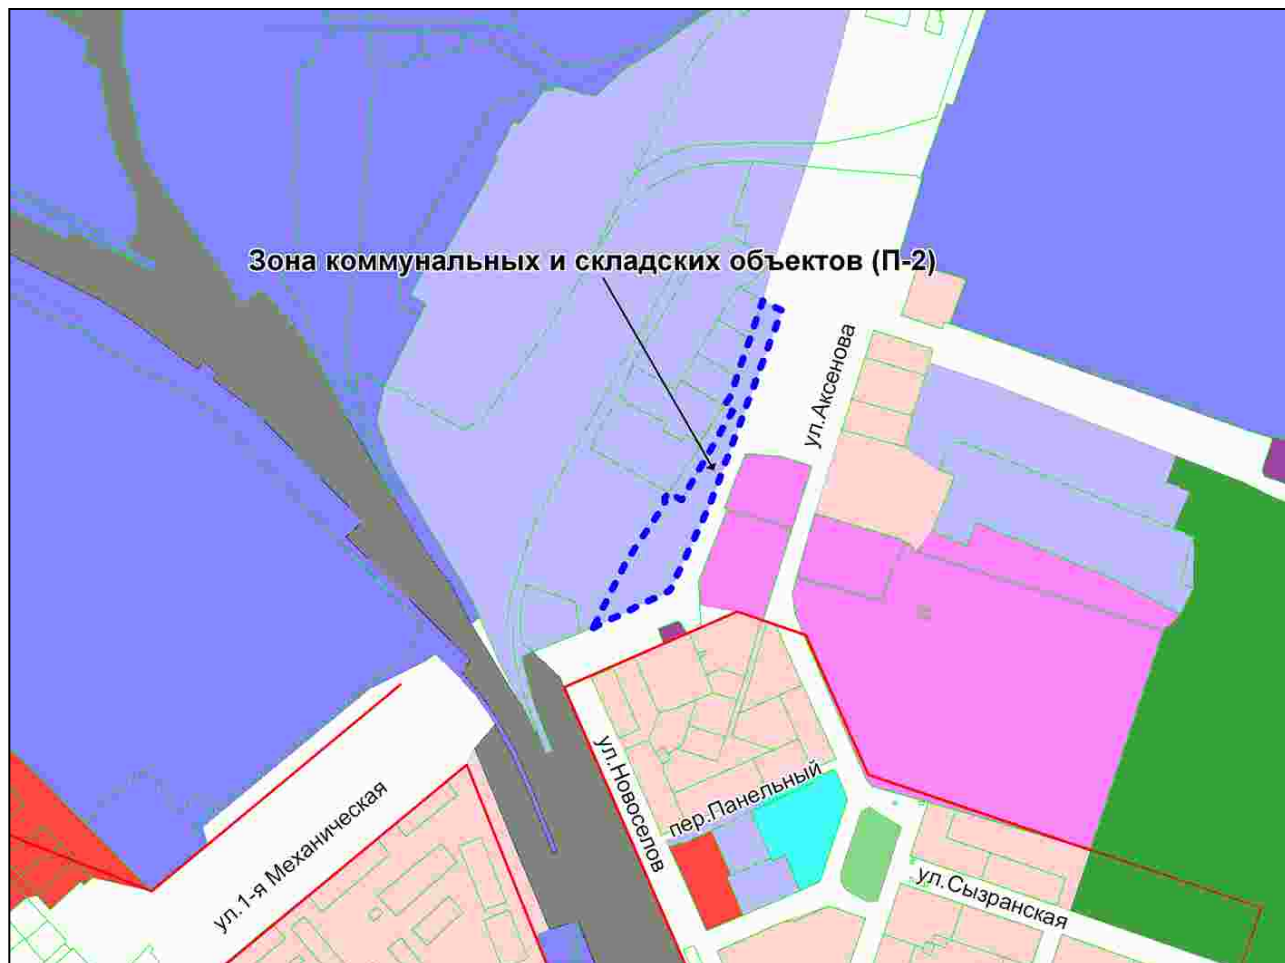 Зона коммунальных и складских объектов (П-2)
ул.Аксенова
ул.Новоселов
пер.Панельный
ул.1-я Механическая
ул.Сызранская